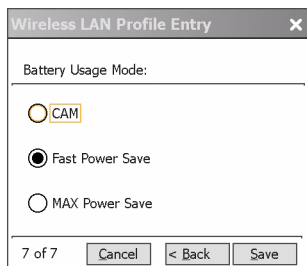 Wireless LAN Profile Entry
Battery Usage Mode:
CAM
Fast Power Save
MAX Power Save
7 of 7 Cancel < Back Save